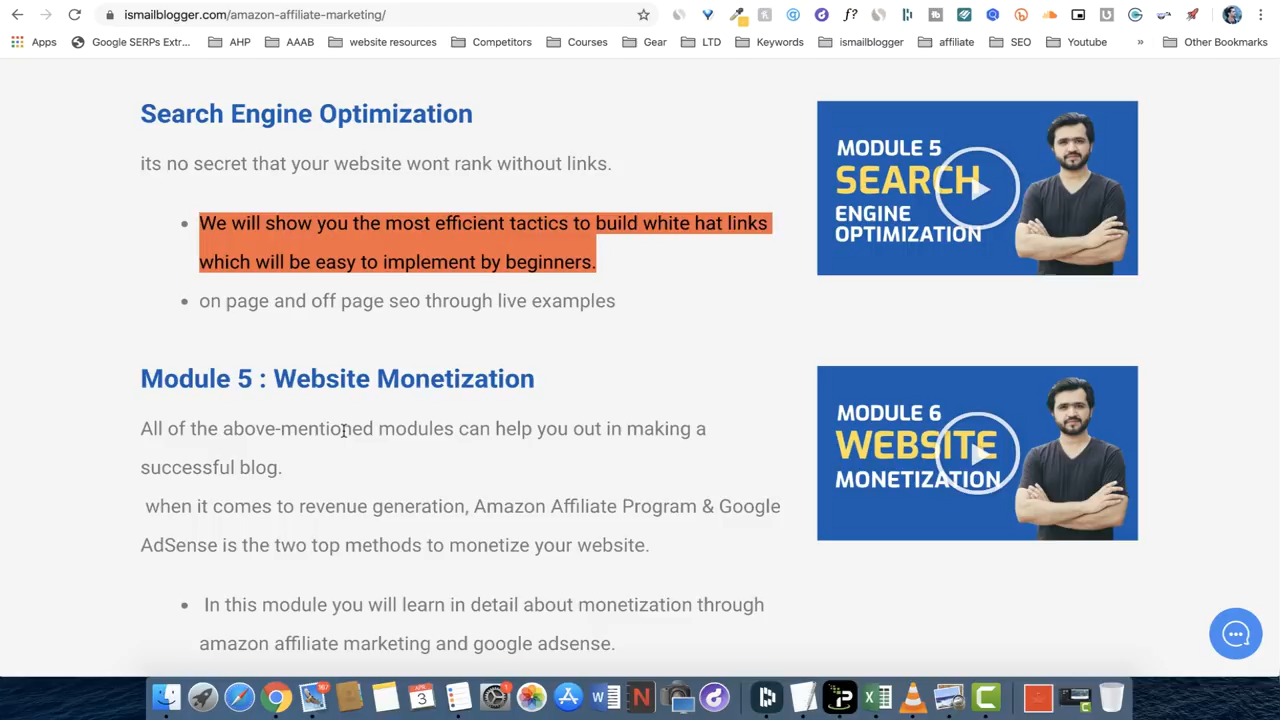 ismailblogger.com/amazon-affiliate-marketing/
Apps
Google SERPs Extr...
AHP
AAAB
website resources
Competitors
Courses
Gear
LTD
Keywords
ismailblogger
affiliate
SEO
Youtube
»
Other Bookmarks
Search Engine Optimization
its no secret that your website wont rank without links.
• We will show you the most efficient tactics to build white hat links
which will be easy to implement by beginners.
• on page and off page seo through live examples
MODULE 5
SEARCH
ENGINE
OPTIMIZATION
Module 5 : Website Monetization
All of the above-mentioned modules can help you out in making a
successful blog.
when it comes to revenue generation, Amazon Affiliate Program & Google
AdSense is the two top methods to monetize your website.
• In this module you will learn in detail about monetization through
amazon affiliate marketing and google adsense.
MODULE 6
WEBSITE
MONETIZATION